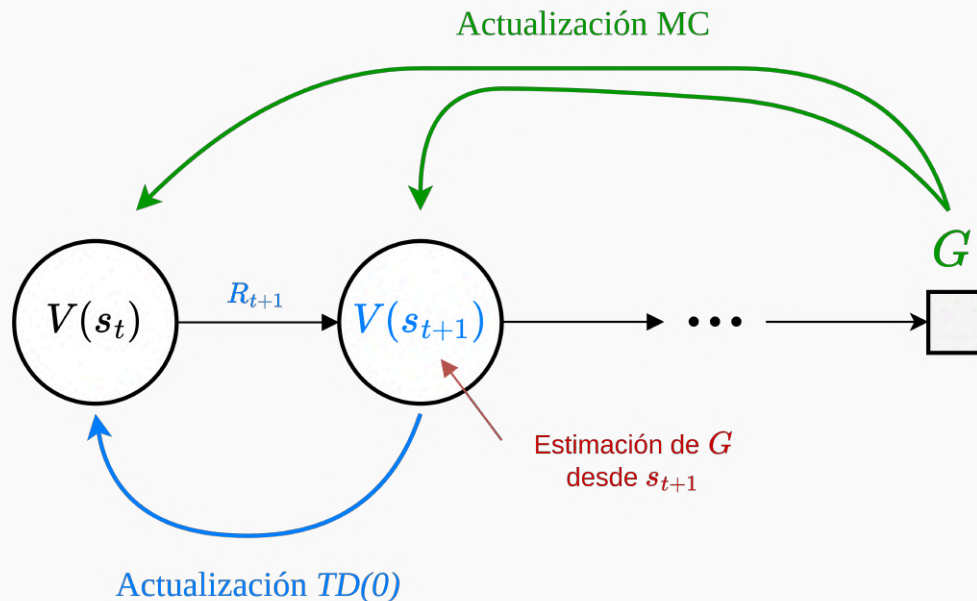 Actualización MC
G
R_{t+1}
V(s_t)
V(s_{t+1})
...
Estimación de G
desde s_{t+1}
Actualización TD(0)